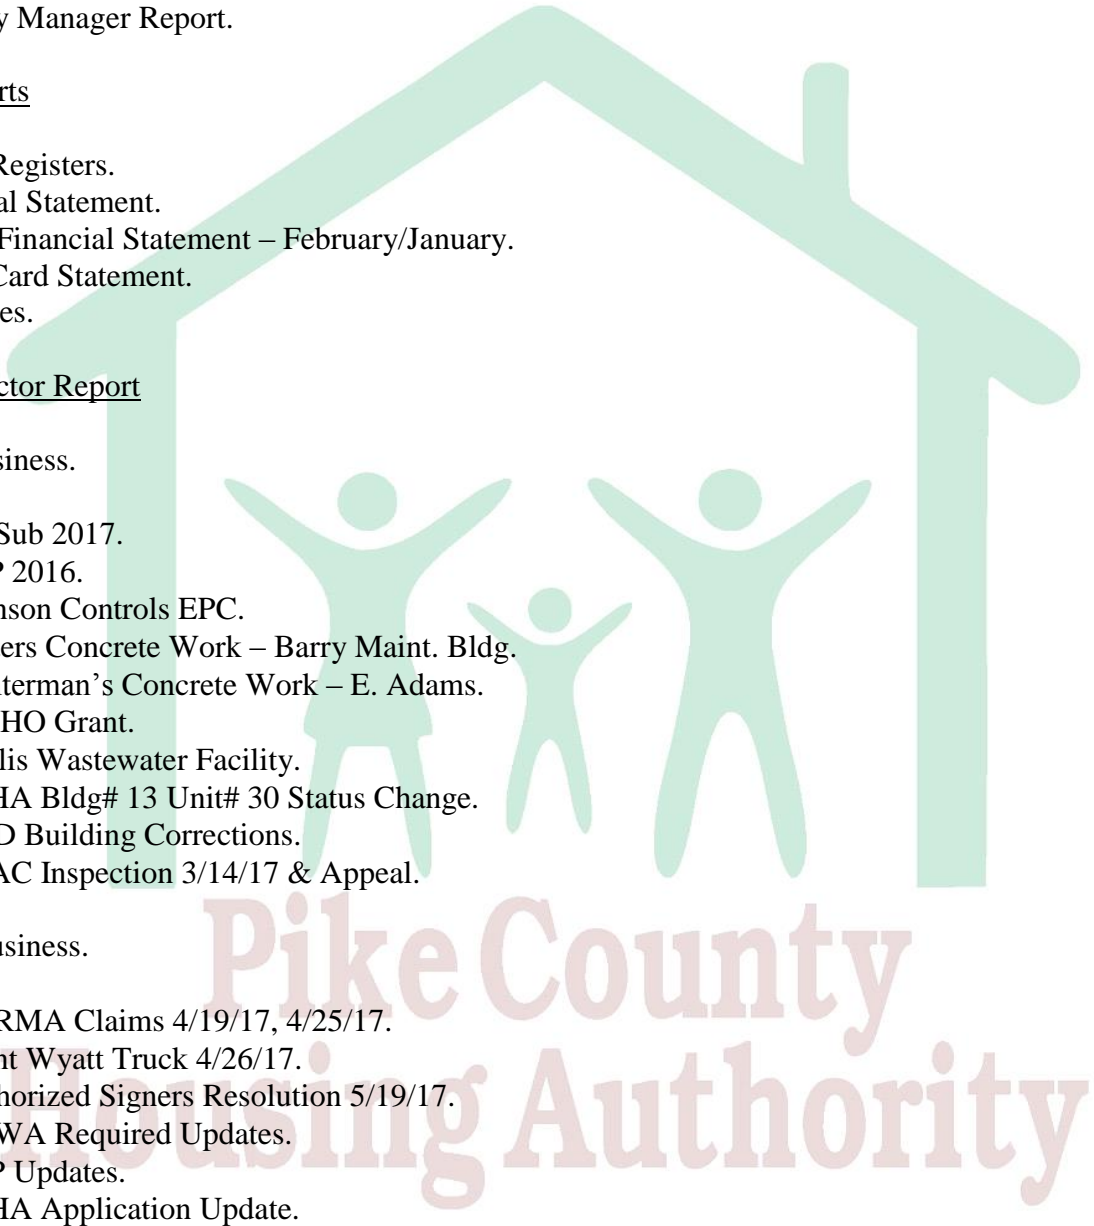 y Manager Report.
rts
Registers.
al Statement.
Financial Statement – February/January.
Card Statement.
es.
ctor Report
siness.
Sub 2017.
P 2016.
nson Controls EPC.
ers Concrete Work – Barry Maint. Bldg.
terman’s Concrete Work – E. Adams.
HO Grant.
lis Wastewater Facility.
HA Bldg# 13 Unit# 30 Status Change.
D Building Corrections.
AC Inspection 3/14/17 & Appeal.
usiness.
RMA Claims 4/19/17, 4/25/17.
nt Wyatt Truck 4/26/17.
horized Signers Resolution 5/19/17.
WA Required Updates.
P Updates.
HA Application Update.
Pike County
Housing Authority